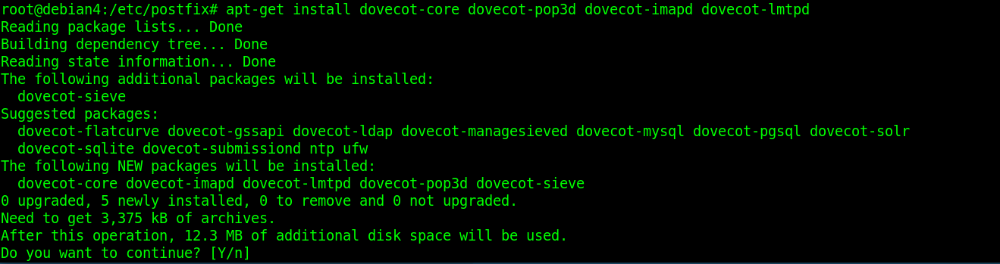 root@debian4:/etc/postfix# apt-get install dovecot-core dovecot-pop3d dovecot-imapd dovecot-lmtpd
Reading package lists... Done
Building dependency tree... Done
Reading state information... Done
The following additional packages will be installed:
  dovecot-sieve
Suggested packages:
  dovecot-flatcurve dovecot-gssapi dovecot-ldap dovecot-managesieved dovecot-mysql dovecot-pgsql dovecot-solr
  dovecot-sqlite dovecot-submissiond ntp ufw
The following NEW packages will be installed:
  dovecot-core dovecot-imapd dovecot-lmtpd dovecot-pop3d dovecot-sieve
0 upgraded, 5 newly installed, 0 to remove and 0 not upgraded.
Need to get 3,375 kB of archives.
After this operation, 12.3 MB of additional disk space will be used.
Do you want to continue? [Y/n]